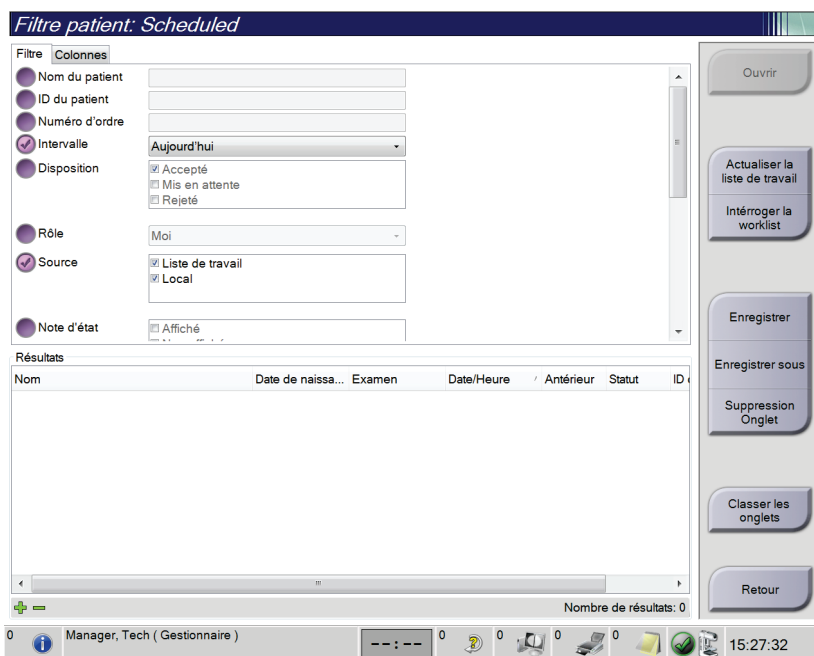 Filtre patient: Scheduled
Filtre Colonnes
Nom du patient
ID du patient
Numéro d'ordre
Intervalle Aujourd'hui
Disposition Accepté
Mis en attente
Rejeté
Rôle Moi
Source Liste de travail
Local
Note d'état Affiché
Résultats
Nom Date de naissa... Examen Date/Heure Antérieur Statut ID
Nombre de résultats: 0
Ouvrir
Actualiser la
liste de travail
Intérroger la
worklist
Enregistrer
Enregistrer sous
Suppression
Onglet
Classer les
onglets
Retour
0 Manager, Tech ( Gestionnaire ) --:-- 0 0 0 0 15:27:32